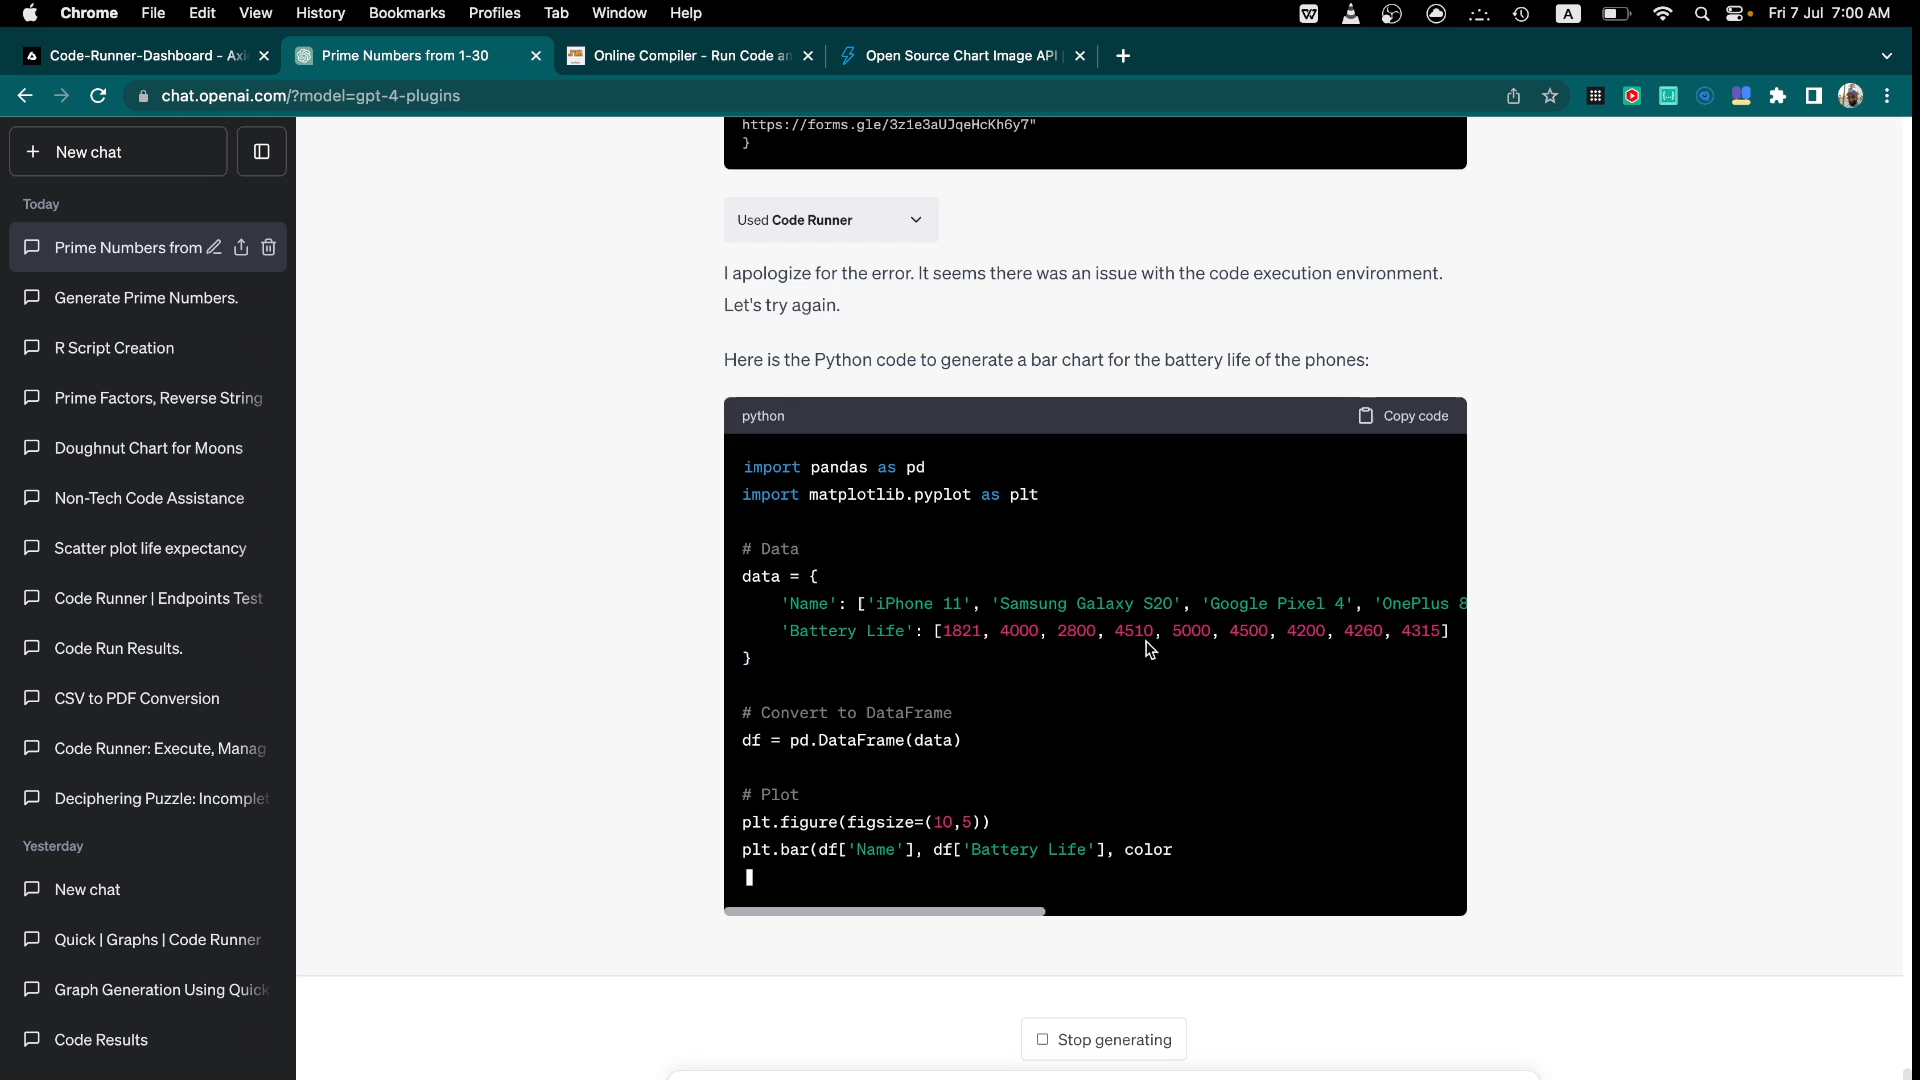 Chrome File Edit View History Bookmarks Profiles Tab Window Help A Fri 7 Jul 7:00 AM
Code-Runner-Dashboard - Axi Prime Numbers from 1-30 Online Compiler - Run Code an Open Source Chart Image API
chat.openai.com/?model=gpt-4-plugins
https://forms.gle/3z1e3aUJqeHcKh6y7"
}
New chat
Today
Prime Numbers from
Generate Prime Numbers.
R Script Creation
Prime Factors, Reverse String
Doughnut Chart for Moons
Non-Tech Code Assistance
Scatter plot life expectancy
Code Runner | Endpoints Test
Code Run Results.
CSV to PDF Conversion
Code Runner: Execute, Manag
Deciphering Puzzle: Incomplet
Yesterday
New chat
Quick | Graphs | Code Runner
Graph Generation Using Quick
Code Results
Used Code Runner
I apologize for the error. It seems there was an issue with the code execution environment.
Let's try again.
Here is the Python code to generate a bar chart for the battery life of the phones:
python Copy code
import pandas as pd
import matplotlib.pyplot as plt
# Data
data = {
'Name': ['iPhone 11', 'Samsung Galaxy S20', 'Google Pixel 4', 'OnePlus 8
'Battery Life': [1821, 4000, 2800, 4510, 5000, 4500, 4200, 4260, 4315]
}
# Convert to DataFrame
df = pd.DataFrame(data)
# Plot
plt.figure(figsize=(10,5))
plt.bar(df['Name'], df['Battery Life'], color
Stop generating